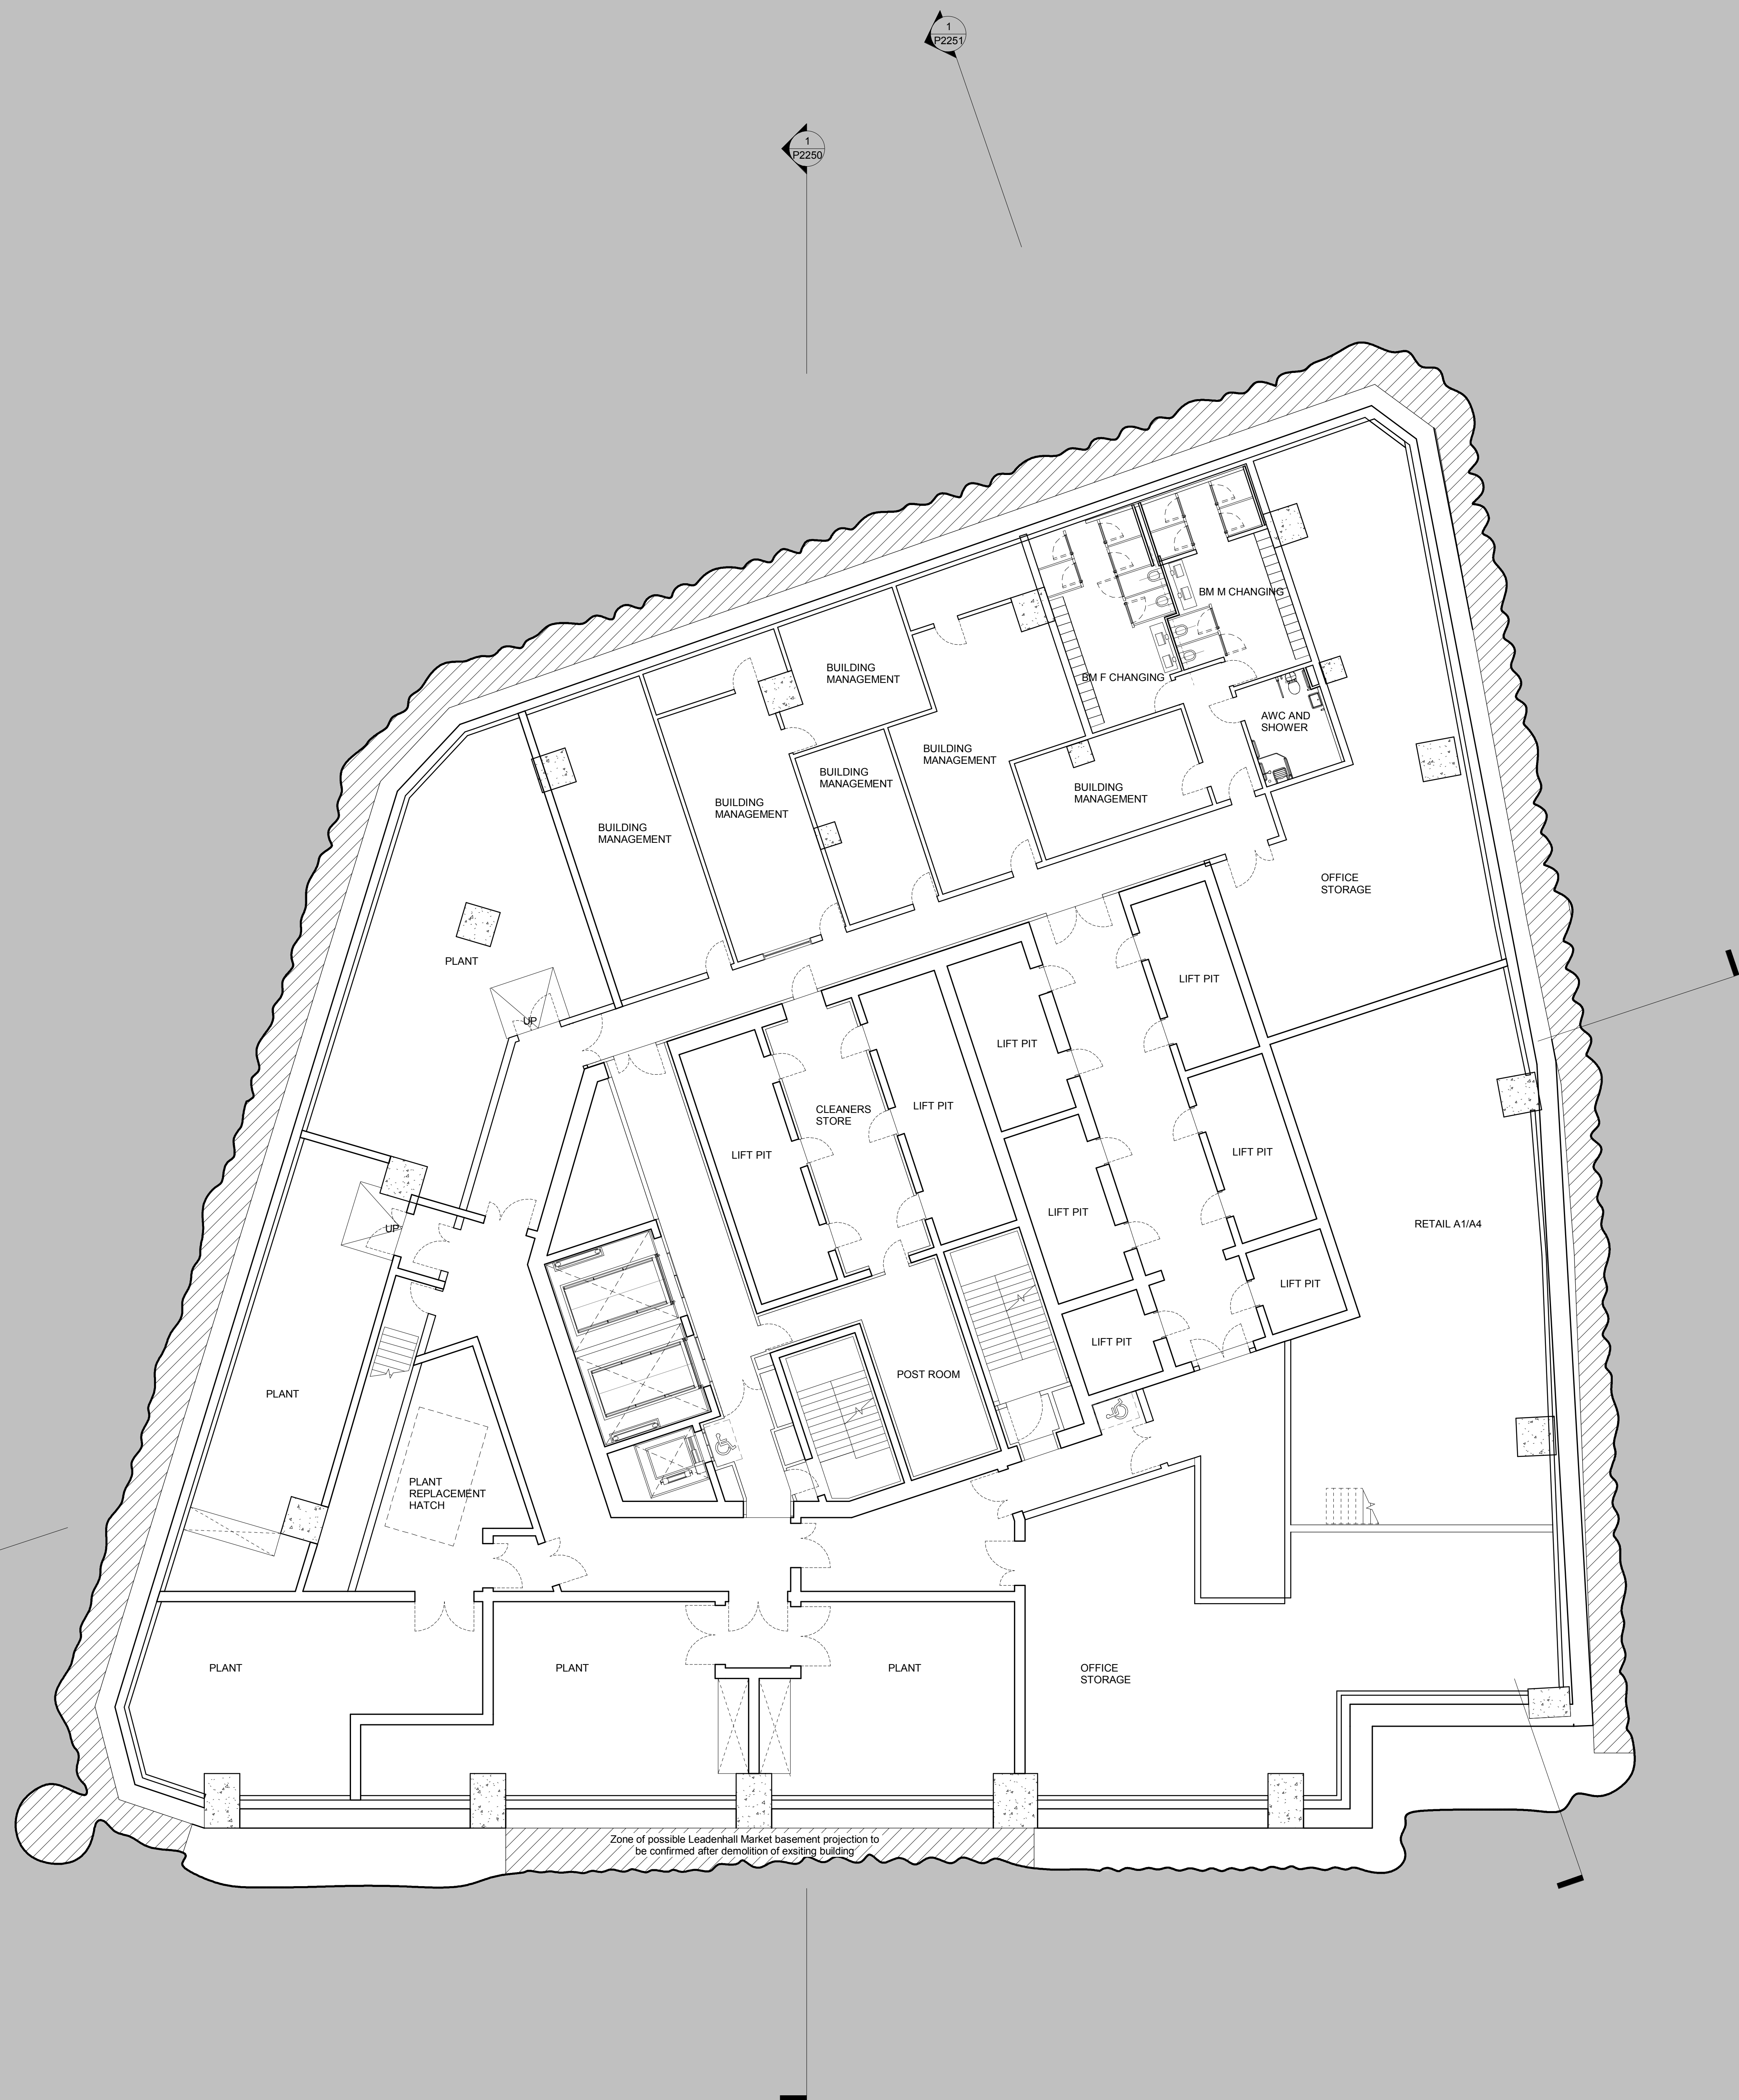 1
P2251
1
P2250
BM M CHANGING
BUILDING
MANAGEMENT
BM F CHANGING
AWC AND
SHOWER
BUILDING
MANAGEMENT
BUILDING
MANAGEMENT
BUILDING
MANAGEMENT
BUILDING
MANAGEMENT
BUILDING
MANAGEMENT
OFFICE
STORAGE
PLANT
LIFT PIT
UP
LIFT PIT
CLEANERS
STORE
LIFT PIT
LIFT PIT
LIFT PIT
LIFT PIT
UP
RETAIL A1/A4
LIFT PIT
LIFT PIT
POST ROOM
PLANT
PLANT
REPLACEMENT
HATCH
PLANT
PLANT
PLANT
OFFICE
STORAGE
Zone of possible Leadenhall Market basement projection to
be confirmed after demolition of exsiting building